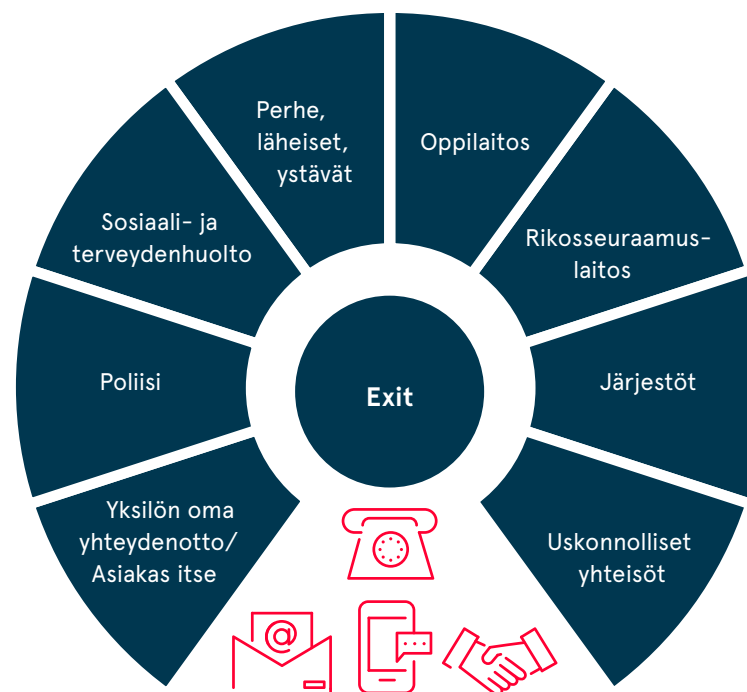 Perhe,
läheiset,
ystävät
Oppilaitos
Sosiaali- ja
terveydenhuolto
Rikosseuraamus-
laitos
Poliisi
Exit
Järjestöt
Yksilön oma
yhteydenotto/
Asiakas itse
Uskonnolliset
yhteisöt
@